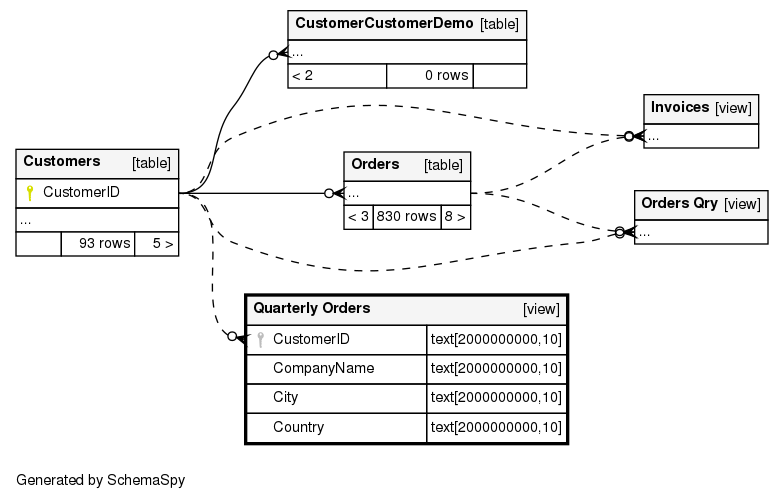 CustomerCustomerDemo [table]
...
< 2 0 rows
Invoices [view]
...
Customers [table]
CustomerID
...
93 rows 5 >
Orders [table]
...
< 3 830 rows 8 >
Orders Qry [view]
...
Quarterly Orders [view]
CustomerID text[2000000000,10]
CompanyName text[2000000000,10]
City text[2000000000,10]
Country text[2000000000,10]
Generated by SchemaSpy